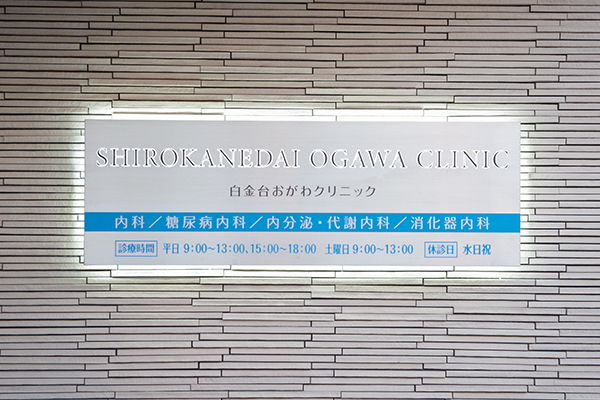 SHIROKANEDAI OGAWA CLINIC
白金台おがわクリニック
内科／糖尿病内科／内分泌・代謝内科／消化器内科
診療時間 平日 9:00〜13:00、15:00〜18:00 土曜日 9:00〜13:00 休診日 水日祝